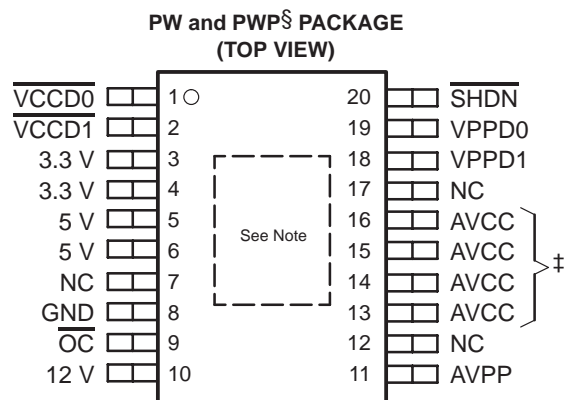 PW and PWP§ PACKAGE
(TOP VIEW)
VCCD0 1 20 SHDN
VCCD1 2 19 VPPD0
3.3 V 3 18 VPPD1
3.3 V 4 17 NC
5 V 5 16 AVCC
5 V 6 See Note 15 AVCC ‡
NC 7 14 AVCC
GND 8 13 AVCC
OC 9 12 NC
12 V 10 11 AVPP